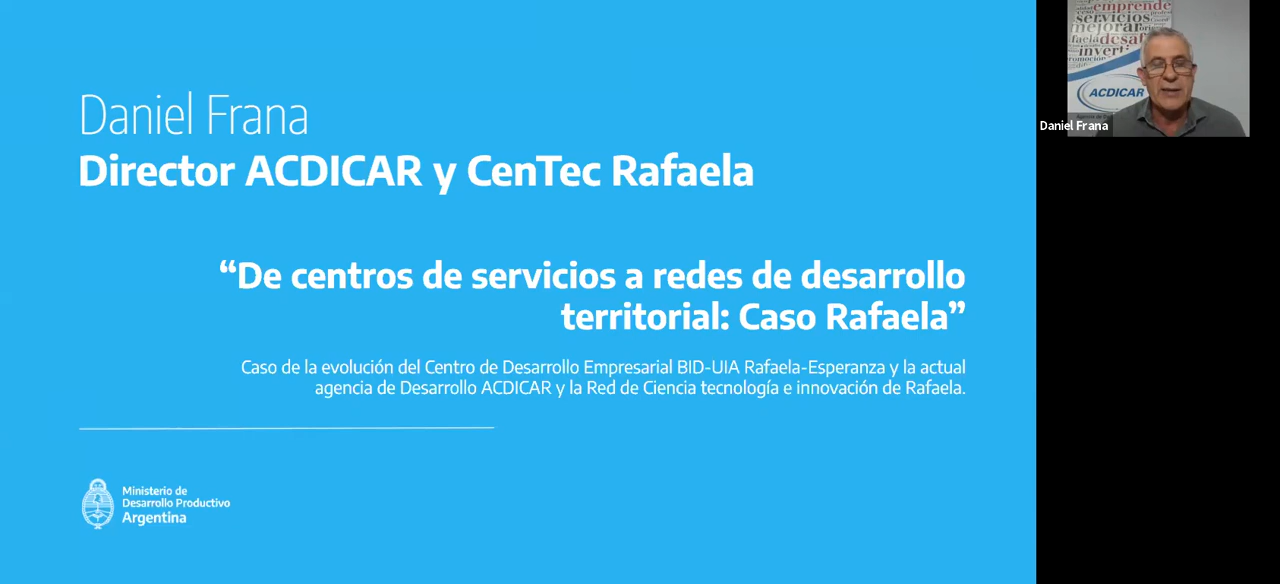 Daniel Frana
Director ACDICAR y CenTec Rafaela
“De centros de servicios a redes de desarrollo
territorial: Caso Rafaela”
Caso de la evolución del Centro de Desarrollo Empresarial BID-UIA Rafaela-Esperanza y la actual
agencia de Desarrollo ACDICAR y la Red de Ciencia tecnología e innovación de Rafaela.
Ministerio de
Desarrollo Productivo
Argentina
emprende
servicios
mejorar
desaf
inverti
ACDICAR
Daniel Frana